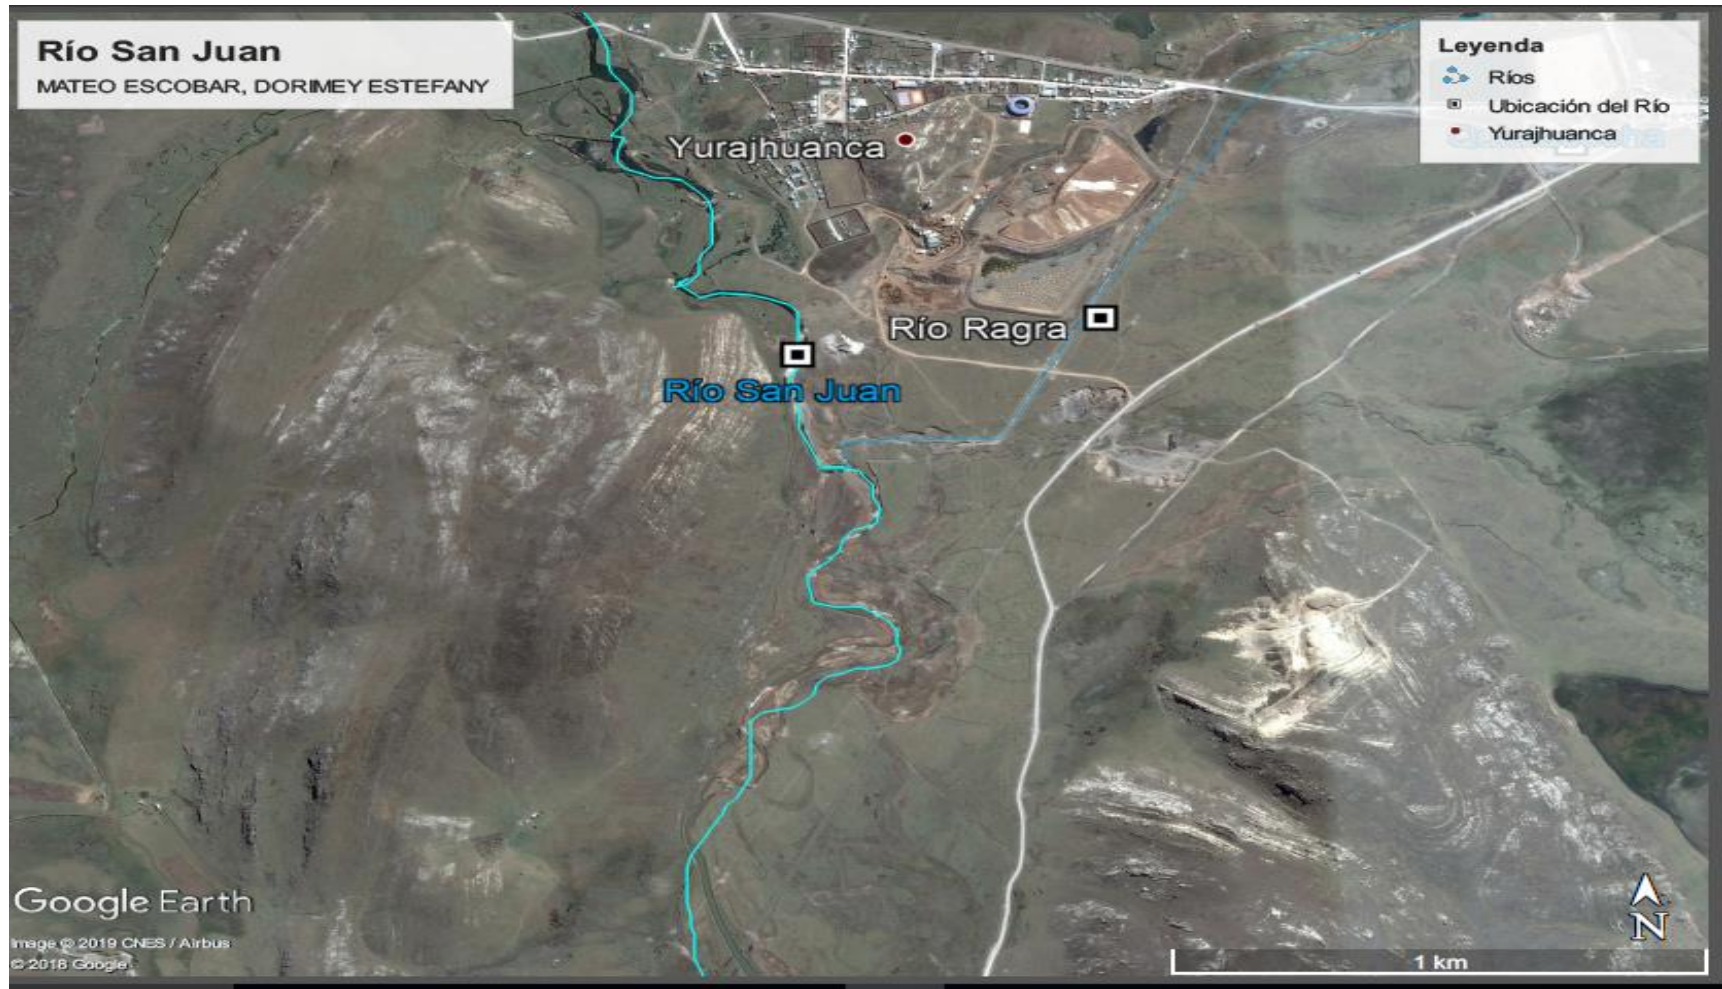 Río San Juan
MATEO ESCOBAR, DORIMEY ESTEFANY
Leyenda
Ríos
Ubicación del Río
Yurajhuanca
Yurajhuanca
Río Ragra
Río San Juan
Google Earth
Image © 2019 CNES / Airbus
© 2018 Google
N
1 km